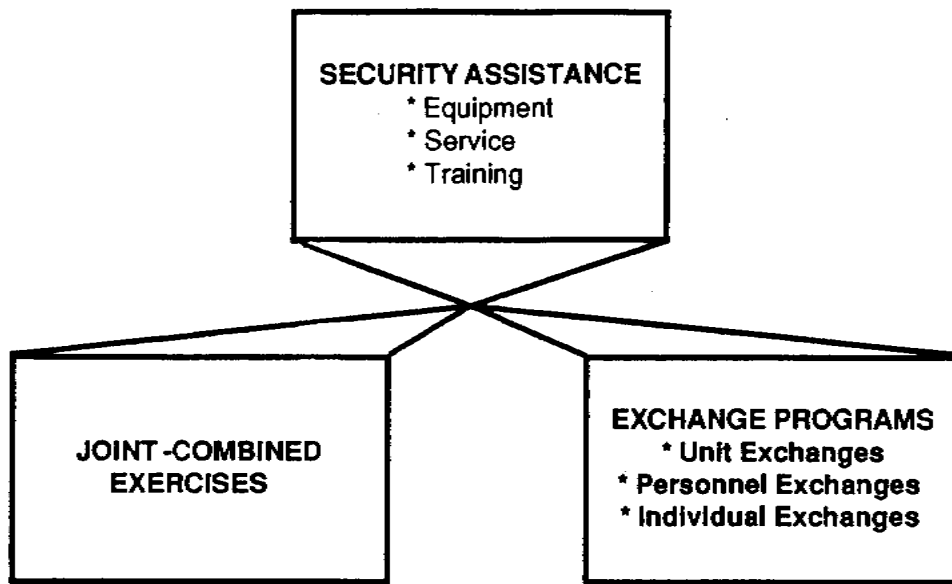 SECURITY ASSISTANCE
* Equipment
* Service
* Training
JOINT-COMBINED
EXERCISES
EXCHANGE PROGRAMS
* Unit Exchanges
* Personnel Exchanges
* Individual Exchanges